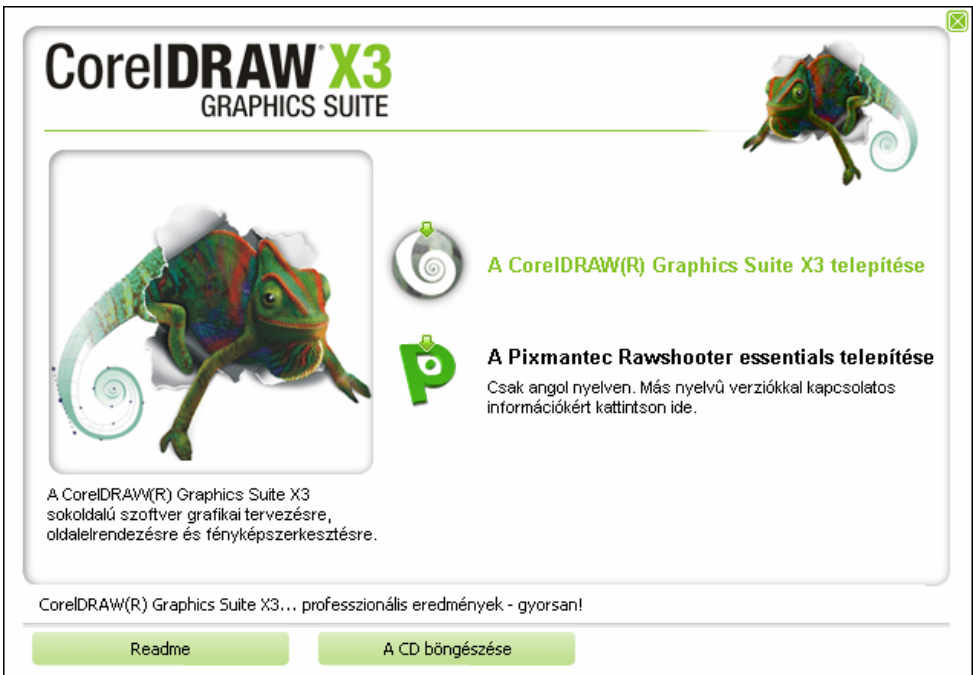 CorelDRAW® X3
GRAPHICS SUITE
A CorelDRAW(R) Graphics Suite X3 telepítése
A Pixmantec Rawshooter essentials telepítése
Csak angol nyelven. Más nyelvû verziókkal kapcsolatos
információkért kattintson ide.
A CorelDRAW(R) Graphics Suite X3
sokoldalú szoftver grafikai tervezésre,
oldalelrendezésre és fényképszerkesztésre.
CorelDRAW(R) Graphics Suite X3... professzionális eredmények - gyorsan!
Readme
A CD böngészése